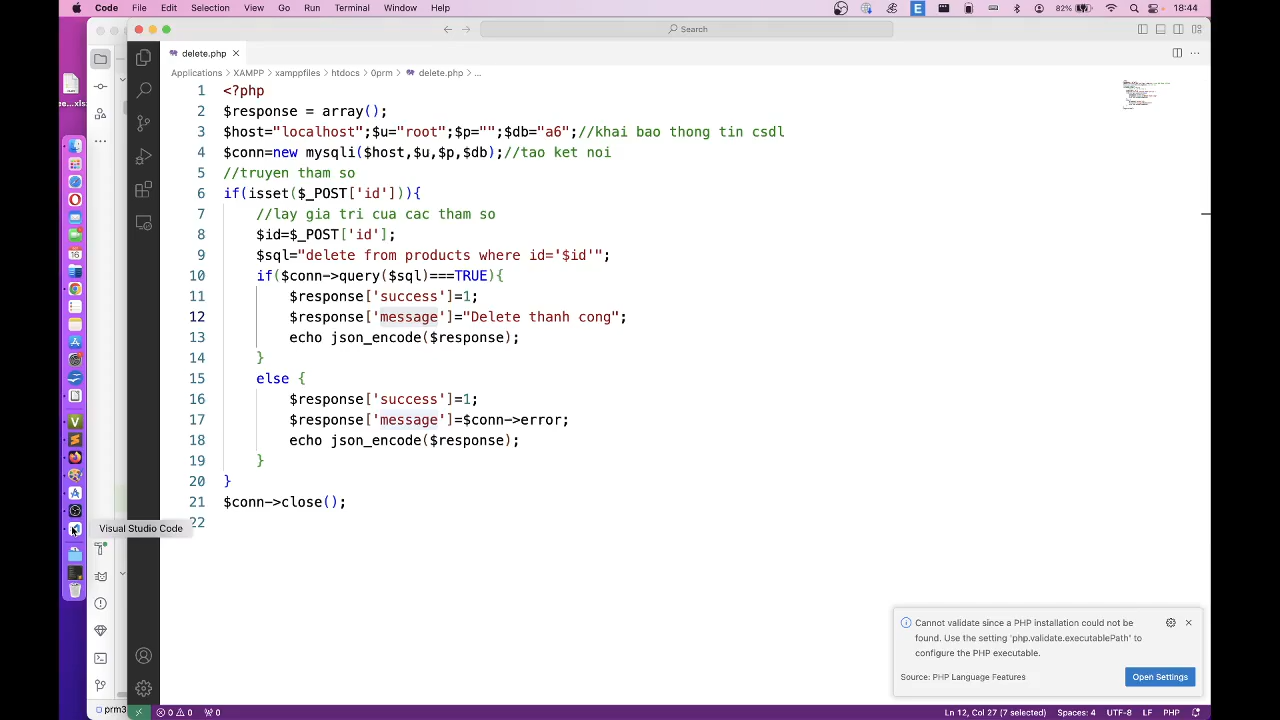 Code File Edit Selection View Go Run Terminal Window Help
82% 18:44
Search
delete.php
Applications > XAMPP > xamppfiles > htdocs > 0prm > delete.php > ...
1 <?php
2 $response = array();
3 $host="localhost";$u="root";$p="";$db="a6";//khai bao thong tin csdl
4 $conn=new mysqli($host,$u,$p,$db);//tao ket noi
5 //truyen tham so
6 if(isset($_POST['id'])){
7 //lay gia tri cua cac tham so
8 $id=$_POST['id'];
9 $sql="delete from products where id='$id'";
10 if($conn->query($sql)===TRUE){
11 $response['success']=1;
12 $response['message']="Delete thanh cong";
13 echo json_encode($response);
14 }
15 else {
16 $response['success']=1;
17 $response['message']=$conn->error;
18 echo json_encode($response);
19 }
20 }
21 $conn->close();
22
Visual Studio Code
Cannot validate since a PHP installation could not be
found. Use the setting 'php.validate.executablePath' to
configure the PHP executable.
Source: PHP Language Features
Open Settings
prm3
0 0 0
Ln 12, Col 27 (7 selected) Spaces: 4 UTF-8 LF PHP